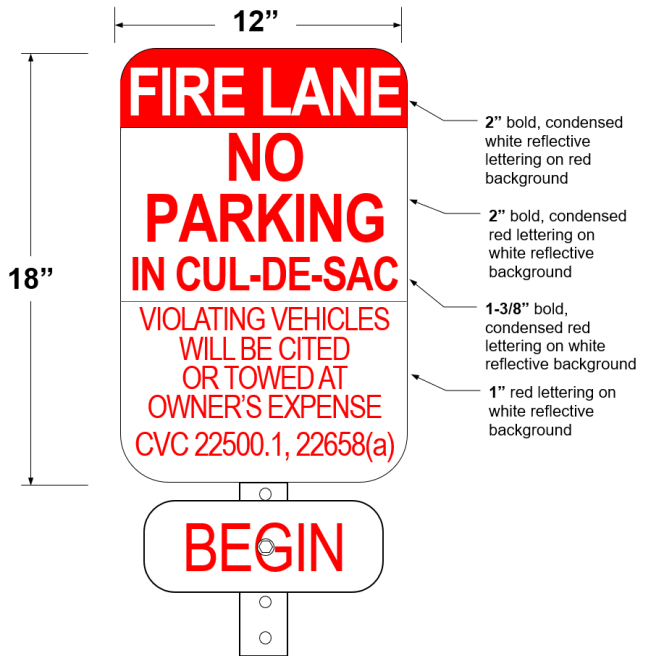 12”
FIRE LANE
NO
PARKING
IN CUL-DE-SAC
VIOLATING VEHICLES
WILL BE CITED
OR TOWED AT
OWNER’S EXPENSE
CVC 22500.1, 22658(a)
BEGIN
18”
2” bold, condensed
white reflective
lettering on red
background
2” bold, condensed
red lettering on
white reflective
background
1-3/8” bold,
condensed red
lettering on white
reflective background
1” red lettering on
white reflective
background